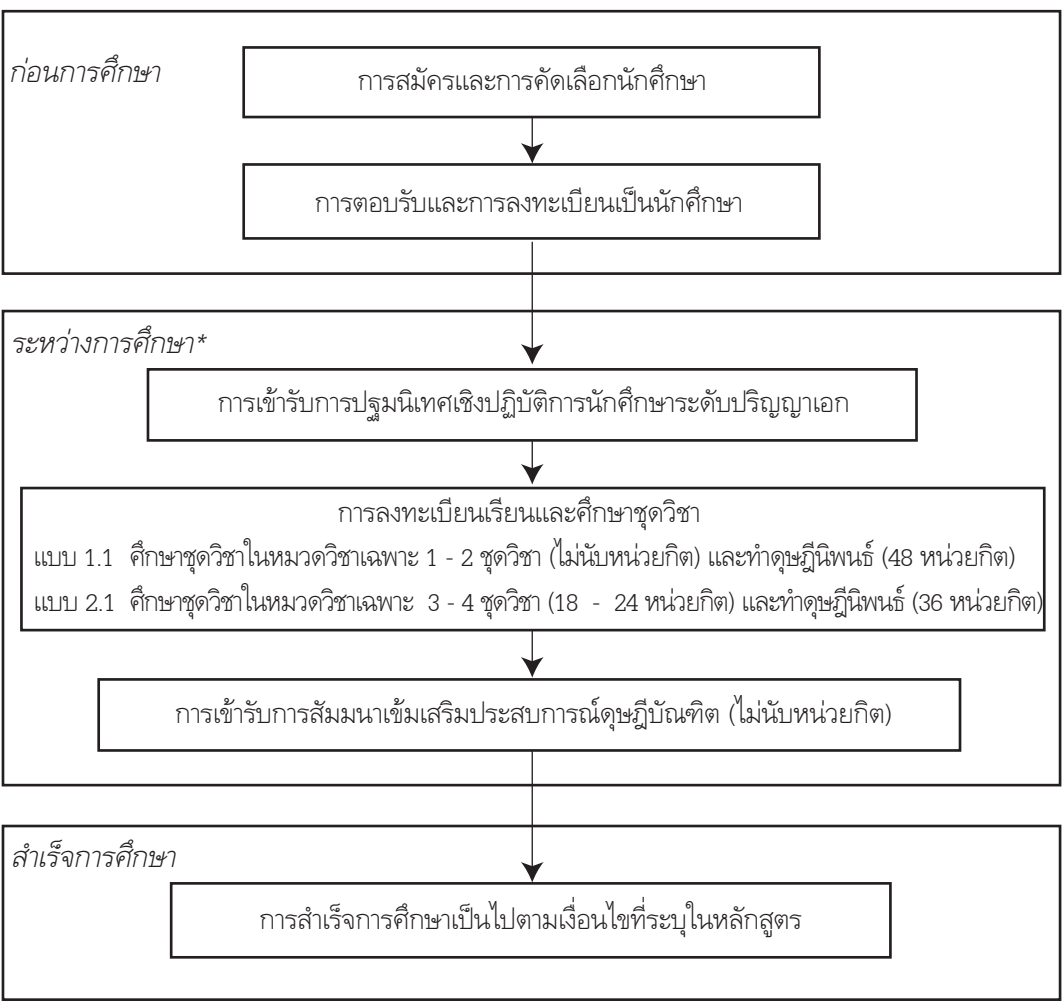 ก่อนการศึกษา
การสมัครและการคัดเลือกนักศึกษา
การตอบรับและการลงทะเบียนเป็นนักศึกษา
ระหว่างการศึกษา*
การเข้ารับการปฐมนิเทศเชิงปฏิบัติการนักศึกษาระดับปริญญาเอก
การลงทะเบียนเรียนและศึกษาชุดวิชา
แบบ 1.1 ศึกษาชุดวิชาในหมวดวิชาเฉพาะ 1 - 2 ชุดวิชา (ไม่นับหน่วยกิต) และทำดุษฎีนิพนธ์ (48 หน่วยกิต)
แบบ 2.1 ศึกษาชุดวิชาในหมวดวิชาเฉพาะ 3 - 4 ชุดวิชา (18 - 24 หน่วยกิต) และทำดุษฎีนิพนธ์ (36 หน่วยกิต)
การเข้ารับการสัมมนาเข้มเสริมประสบการณ์ดุษฎีบัณฑิต (ไม่นับหน่วยกิต)
สำเร็จการศึกษา
การสำเร็จการศึกษาเป็นไปตามเงื่อนไขที่ระบุในหลักสูตร